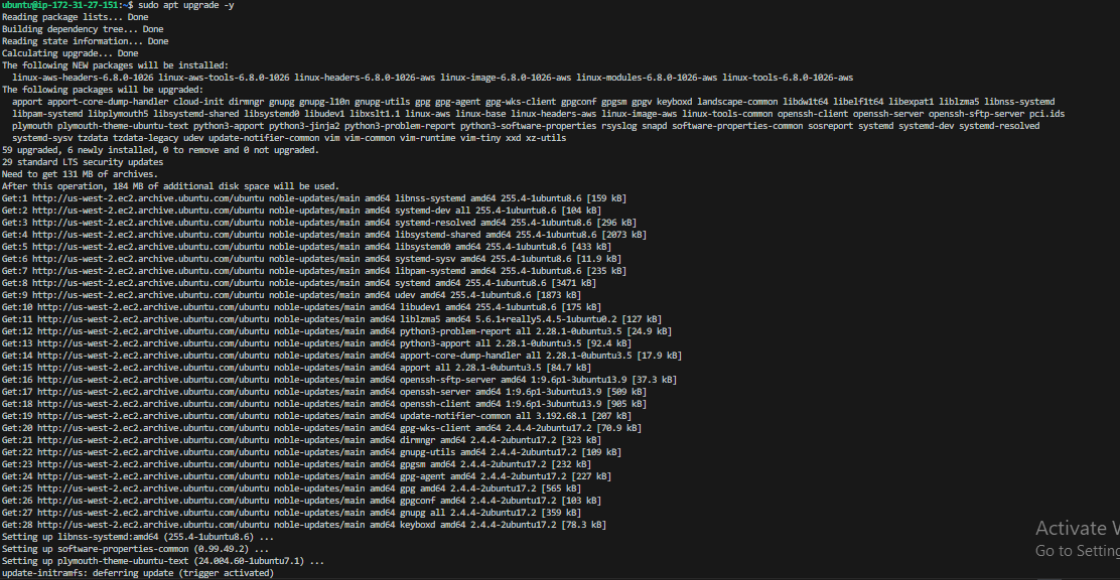 ubuntu@ip-172-31-27-151:~$ sudo apt upgrade -y
Reading package lists... Done
Building dependency tree... Done
Reading state information... Done
Calculating upgrade... Done
The following NEW packages will be installed:
linux-aws-headers-6.8.0-1026 linux-aws-tools-6.8.0-1026 linux-headers-6.8.0-1026-aws linux-image-6.8.0-1026-aws linux-modules-6.8.0-1026-aws linux-tools-6.8.0-1026-aws
The following packages will be upgraded:
apport apport-core-dump-handler cloud-init dirmngr gnupg gnupg-l10n gnupg-utils gpg gpg-agent gpg-wks-client gpgconf gpgsm gpgv keyboxd landscape-common libdw1t64 libelf1t64 libexpat1 liblzma5 libnss-systemd
libpam-systemd libplymouth5 libsystemd-shared libsystemd0 libudev1 libxslt1.1 linux-aws linux-base linux-headers-aws linux-image-aws linux-tools-common openssh-client openssh-server openssh-sftp-server pci.ids
plymouth plymouth-theme-ubuntu-text python3-apport python3-jinja2 python3-problem-report python3-software-properties rsyslog snapd software-properties-common sosreport systemd systemd-dev systemd-resolved
systemd-sysv tzdata tzdata-legacy udev update-notifier-common vim vim-common vim-runtime vim-tiny xxd xz-utils
59 upgraded, 6 newly installed, 0 to remove and 0 not upgraded.
29 standard LTS security updates
Need to get 131 MB of archives.
After this operation, 184 MB of additional disk space will be used.
Get:1 http://us-west-2.ec2.archive.ubuntu.com/ubuntu noble-updates/main amd64 libnss-systemd amd64 255.4-1ubuntu8.6 [159 kB]
Get:2 http://us-west-2.ec2.archive.ubuntu.com/ubuntu noble-updates/main amd64 systemd-dev all 255.4-1ubuntu8.6 [104 kB]
Get:3 http://us-west-2.ec2.archive.ubuntu.com/ubuntu noble-updates/main amd64 systemd-resolved amd64 255.4-1ubuntu8.6 [296 kB]
Get:4 http://us-west-2.ec2.archive.ubuntu.com/ubuntu noble-updates/main amd64 libsystemd-shared amd64 255.4-1ubuntu8.6 [2073 kB]
Get:5 http://us-west-2.ec2.archive.ubuntu.com/ubuntu noble-updates/main amd64 libsystemd0 amd64 255.4-1ubuntu8.6 [433 kB]
Get:6 http://us-west-2.ec2.archive.ubuntu.com/ubuntu noble-updates/main amd64 systemd-sysv amd64 255.4-1ubuntu8.6 [11.9 kB]
Get:7 http://us-west-2.ec2.archive.ubuntu.com/ubuntu noble-updates/main amd64 libpam-systemd amd64 255.4-1ubuntu8.6 [235 kB]
Get:8 http://us-west-2.ec2.archive.ubuntu.com/ubuntu noble-updates/main amd64 systemd amd64 255.4-1ubuntu8.6 [3471 kB]
Get:9 http://us-west-2.ec2.archive.ubuntu.com/ubuntu noble-updates/main amd64 udev amd64 255.4-1ubuntu8.6 [1873 kB]
Get:10 http://us-west-2.ec2.archive.ubuntu.com/ubuntu noble-updates/main amd64 libudev1 amd64 255.4-1ubuntu8.6 [175 kB]
Get:11 http://us-west-2.ec2.archive.ubuntu.com/ubuntu noble-updates/main amd64 liblzma5 amd64 5.6.1+really5.4.5-1ubuntu0.2 [127 kB]
Get:12 http://us-west-2.ec2.archive.ubuntu.com/ubuntu noble-updates/main amd64 python3-problem-report all 2.28.1-0ubuntu3.5 [24.9 kB]
Get:13 http://us-west-2.ec2.archive.ubuntu.com/ubuntu noble-updates/main amd64 python3-apport all 2.28.1-0ubuntu3.5 [92.4 kB]
Get:14 http://us-west-2.ec2.archive.ubuntu.com/ubuntu noble-updates/main amd64 apport-core-dump-handler all 2.28.1-0ubuntu3.5 [17.9 kB]
Get:15 http://us-west-2.ec2.archive.ubuntu.com/ubuntu noble-updates/main amd64 apport all 2.28.1-0ubuntu3.5 [84.7 kB]
Get:16 http://us-west-2.ec2.archive.ubuntu.com/ubuntu noble-updates/main amd64 openssh-sftp-server amd64 1:9.6p1-3ubuntu13.9 [37.3 kB]
Get:17 http://us-west-2.ec2.archive.ubuntu.com/ubuntu noble-updates/main amd64 openssh-server amd64 1:9.6p1-3ubuntu13.9 [509 kB]
Get:18 http://us-west-2.ec2.archive.ubuntu.com/ubuntu noble-updates/main amd64 openssh-client amd64 1:9.6p1-3ubuntu13.9 [905 kB]
Get:19 http://us-west-2.ec2.archive.ubuntu.com/ubuntu noble-updates/main amd64 update-notifier-common all 3.192.68.1 [207 kB]
Get:20 http://us-west-2.ec2.archive.ubuntu.com/ubuntu noble-updates/main amd64 gpg-wks-client amd64 2.4.4-2ubuntu17.2 [70.9 kB]
Get:21 http://us-west-2.ec2.archive.ubuntu.com/ubuntu noble-updates/main amd64 dirmngr amd64 2.4.4-2ubuntu17.2 [323 kB]
Get:22 http://us-west-2.ec2.archive.ubuntu.com/ubuntu noble-updates/main amd64 gnupg-utils amd64 2.4.4-2ubuntu17.2 [109 kB]
Get:23 http://us-west-2.ec2.archive.ubuntu.com/ubuntu noble-updates/main amd64 gpgsm amd64 2.4.4-2ubuntu17.2 [232 kB]
Get:24 http://us-west-2.ec2.archive.ubuntu.com/ubuntu noble-updates/main amd64 gpg-agent amd64 2.4.4-2ubuntu17.2 [227 kB]
Get:25 http://us-west-2.ec2.archive.ubuntu.com/ubuntu noble-updates/main amd64 gpg amd64 2.4.4-2ubuntu17.2 [565 kB]
Get:26 http://us-west-2.ec2.archive.ubuntu.com/ubuntu noble-updates/main amd64 gpgconf amd64 2.4.4-2ubuntu17.2 [103 kB]
Get:27 http://us-west-2.ec2.archive.ubuntu.com/ubuntu noble-updates/main amd64 gnupg all 2.4.4-2ubuntu17.2 [359 kB]
Get:28 http://us-west-2.ec2.archive.ubuntu.com/ubuntu noble-updates/main amd64 keyboxd amd64 2.4.4-2ubuntu17.2 [78.3 kB]
Setting up libnss-systemd:amd64 (255.4-1ubuntu8.6) ...
Setting up software-properties-common (0.99.49.2) ...
Setting up plymouth-theme-ubuntu-text (24.004.60-1ubuntu7.1) ...
update-initramfs: deferring update (trigger activated)
Activate W
Go to Setting